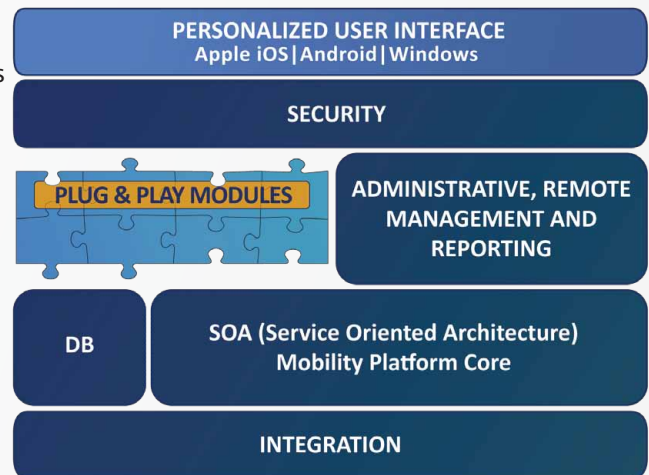 PERSONALIZED USER INTERFACE
Apple iOS|Android|Windows
s
SECURITY
PLUG & PLAY MODULES
ADMINISTRATIVE, REMOTE
MANAGEMENT AND
REPORTING
DB
SOA (Service Oriented Architecture)
Mobility Platform Core
INTEGRATION